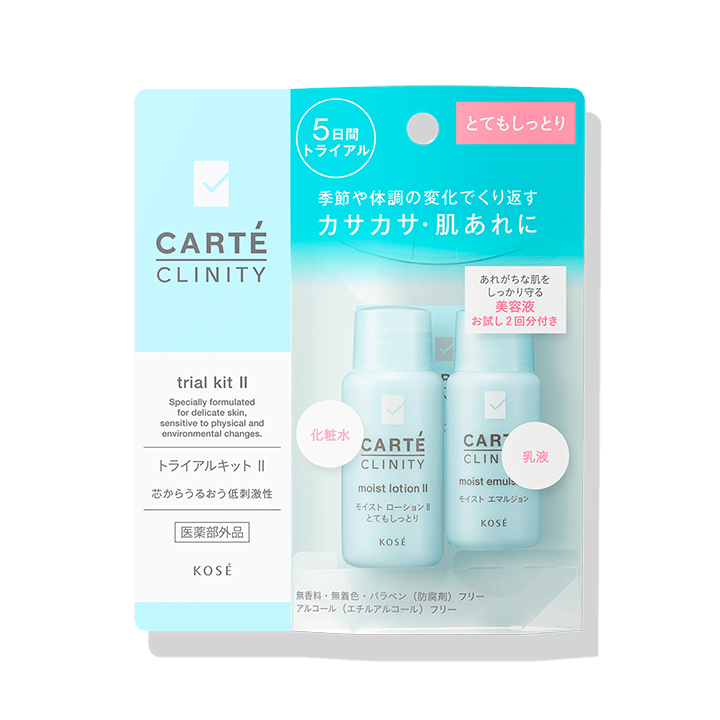 CARTÉ
CLINITY
trial kit II
Specially formulated
for delicate skin,
sensitive to physical and
environmental changes.
トライアルキット II
芯からうるおう低刺激性
医薬部外品
KOSÉ
5日間
トライアル
とてもしっとり
季節や体調の変化でくり返す
カサカサ・肌あれに
あれがちな肌を
しっかり守る
美容液
お試し2回分付き
化粧水
CARTÉ
CLINITY
moist lotion II
モイスト ローション II
とてもしっとり
KOSÉ
乳液
CARTÉ
CLINITY
moist emuls
モイスト エマルジョン
KOSÉ
無香料・無着色・パラベン（防腐剤）フリー
アルコール（エチルアルコール）フリー